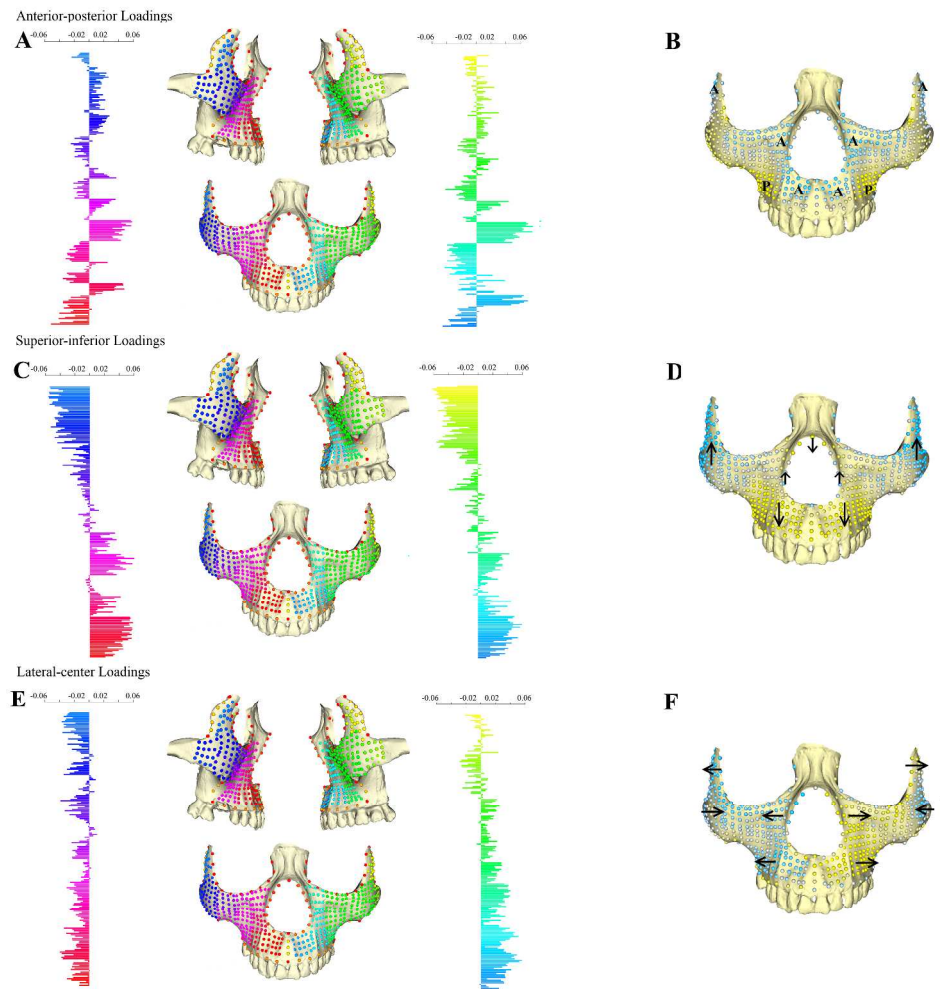 Anterior-posterior Loadings
A
-0.06 -0.02 0.02 0.06
-0.06 -0.02 0.02 0.06
B
A A
A A
P A A P
Superior-inferior Loadings
C
-0.06 -0.02 0.02 0.06
-0.06 -0.02 0.02 0.06
D
Lateral-center Loadings
E
-0.06 -0.02 0.02 0.06
-0.06 -0.02 0.02 0.06
F